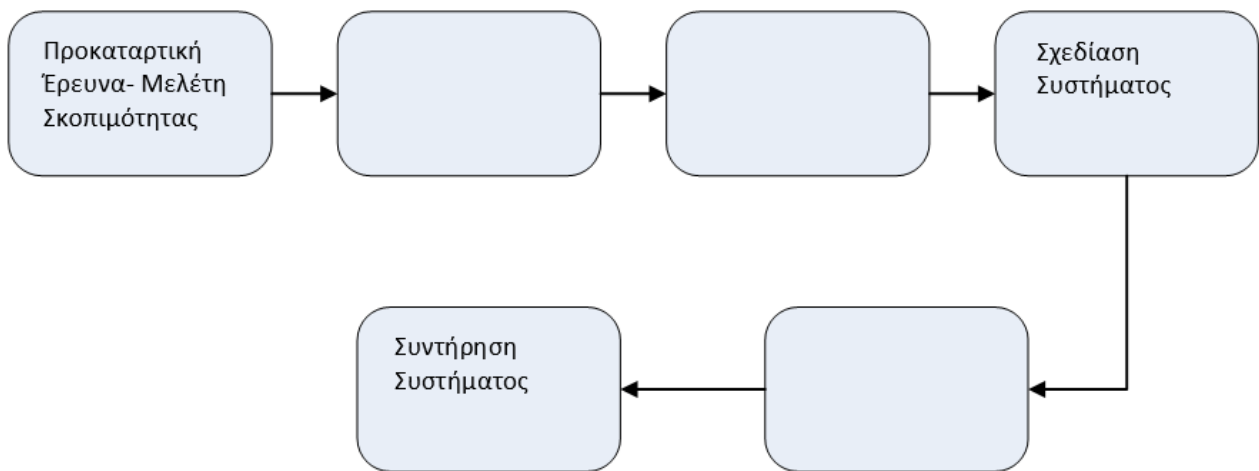 Προκαταρτική
Έρευνα- Μελέτη
Σκοπιμότητας
Σχεδίαση
Συστήματος
Συντήρηση
Συστήματος